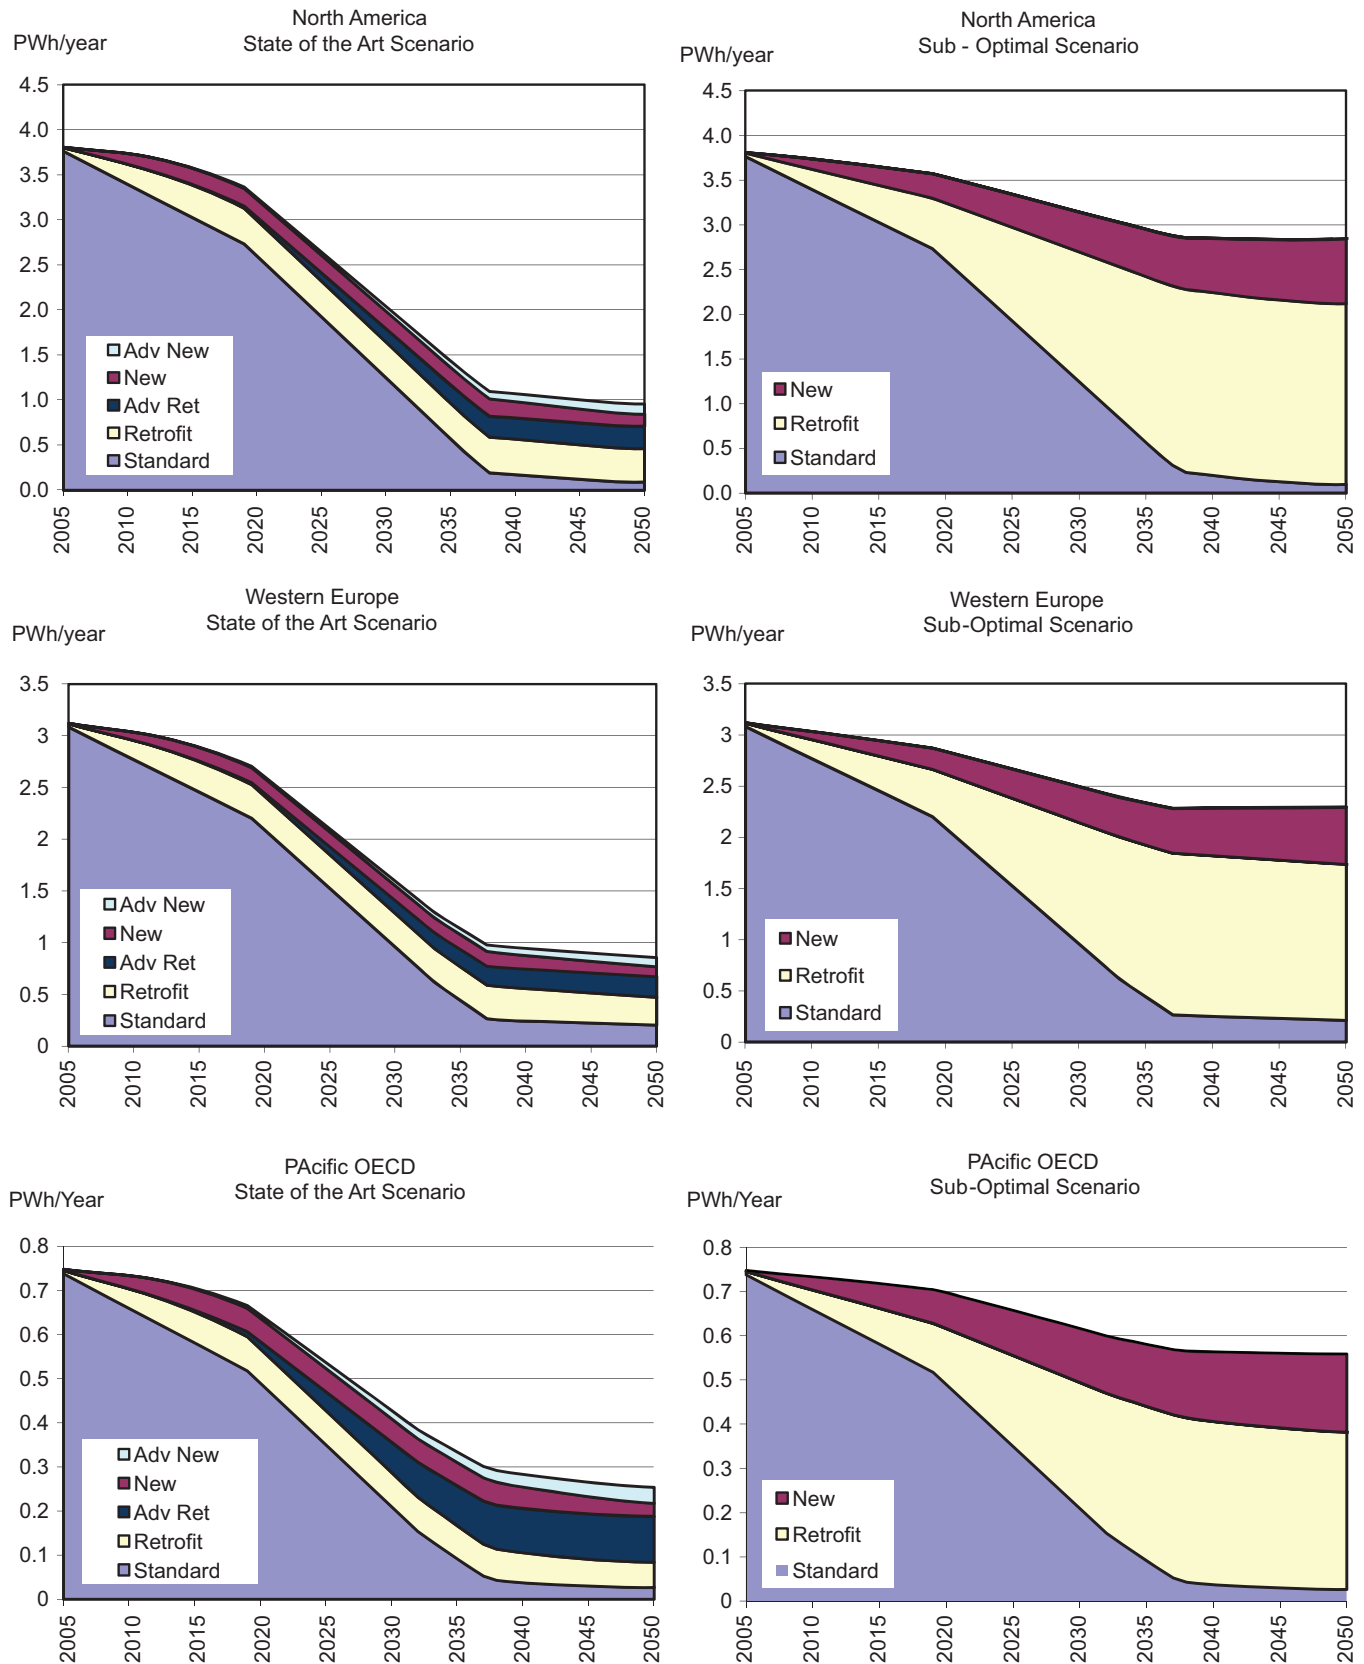 North America
State of the Art Scenario
PWh/year
4.5
4.0
3.5
3.0
2.5
2.0
1.5
1.0
0.5
0.0
Adv New
New
Adv Ret
Retrofit
Standard
2005
2010
2015
2020
2025
2030
2035
2040
2045
2050
North America
Sub - Optimal Scenario
PWh/year
4.5
4.0
3.5
3.0
2.5
2.0
1.5
1.0
0.5
0.0
New
Retrofit
Standard
2005
2010
2015
2020
2025
2030
2035
2040
2045
2050
Western Europe
State of the Art Scenario
PWh/year
3.5
3
2.5
2
1.5
1
0.5
0
Adv New
New
Adv Ret
Retrofit
Standard
2005
2010
2015
2020
2025
2030
2035
2040
2045
2050
Western Europe
Sub-Optimal Scenario
PWh/year
3.5
3
2.5
2
1.5
1
0.5
0
New
Retrofit
Standard
2005
2010
2015
2020
2025
2030
2035
2040
2045
2050
PAcific OECD
State of the Art Scenario
PWh/Year
0.8
0.7
0.6
0.5
0.4
0.3
0.2
0.1
0
Adv New
New
Adv Ret
Retrofit
Standard
2005
2010
2015
2020
2025
2030
2035
2040
2045
2050
PAcific OECD
Sub-Optimal Scenario
PWh/Year
0.8
0.7
0.6
0.5
0.4
0.3
0.2
0.1
0
New
Retrofit
Standard
2005
2010
2015
2020
2025
2030
2035
2040
2045
2050